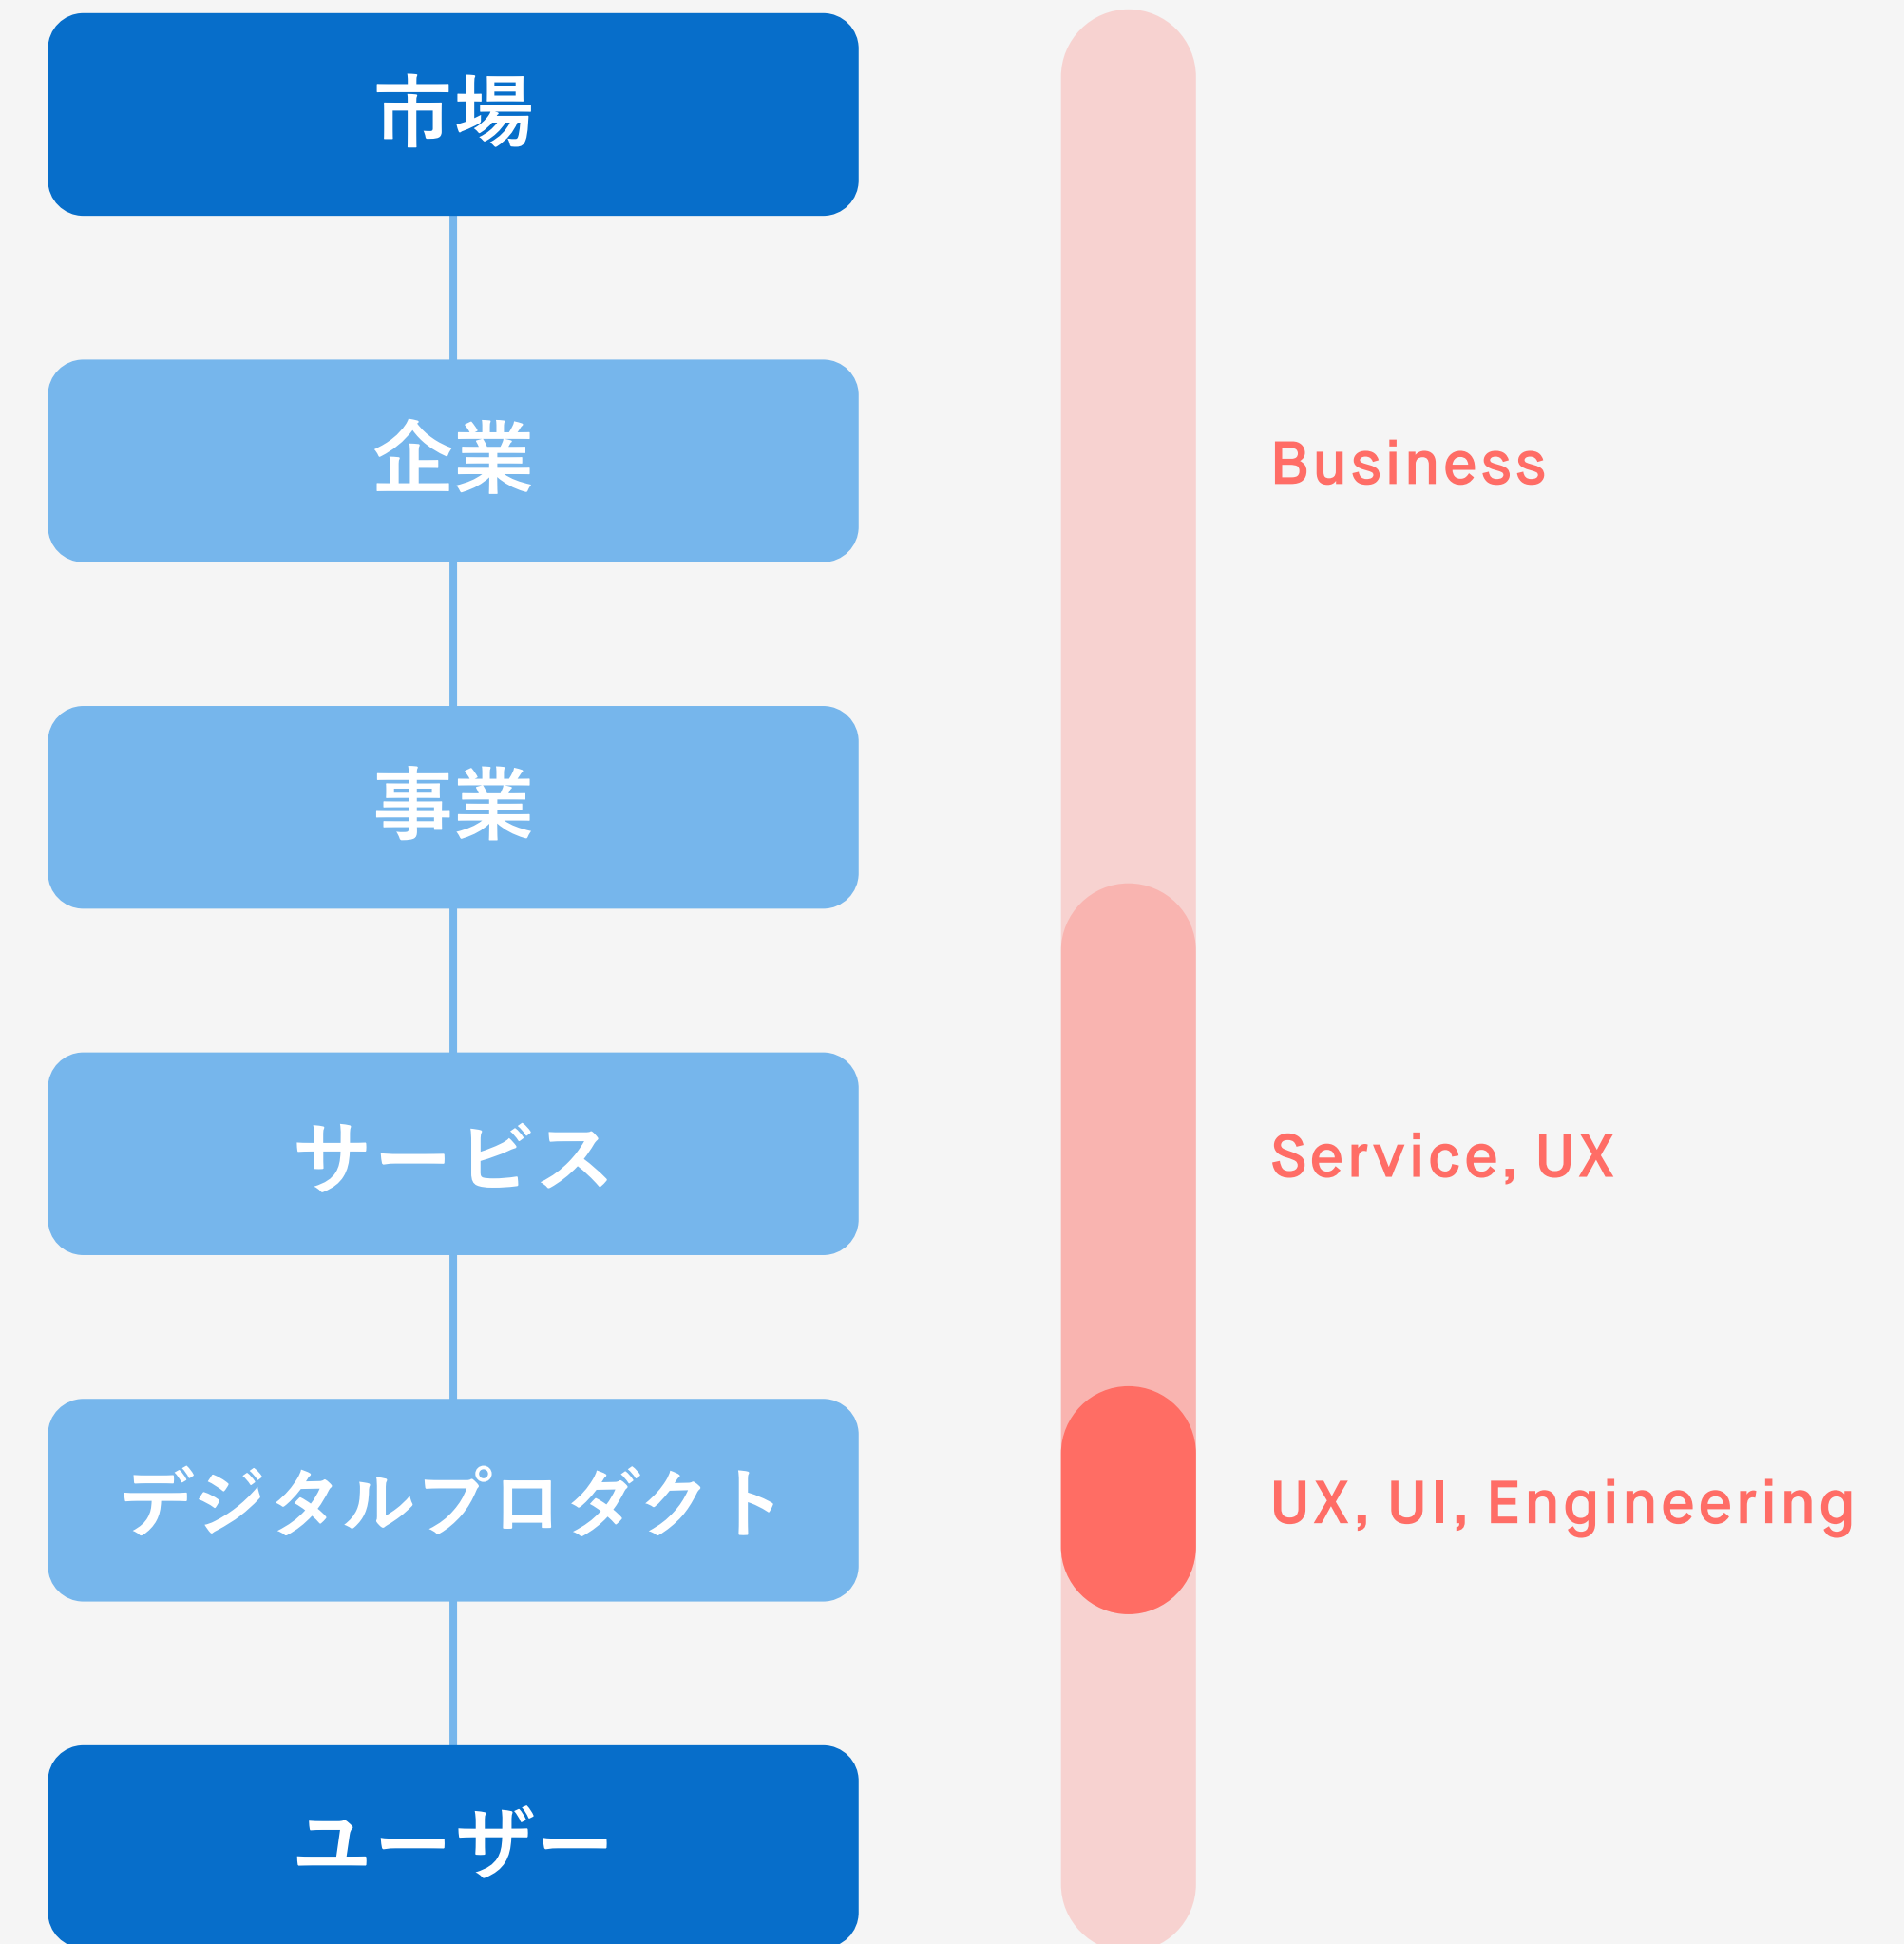 市場
企業
Business
事業
サービス
Service, UX
デジタルプロダクト
UX, UI, Engineering
ユーザー